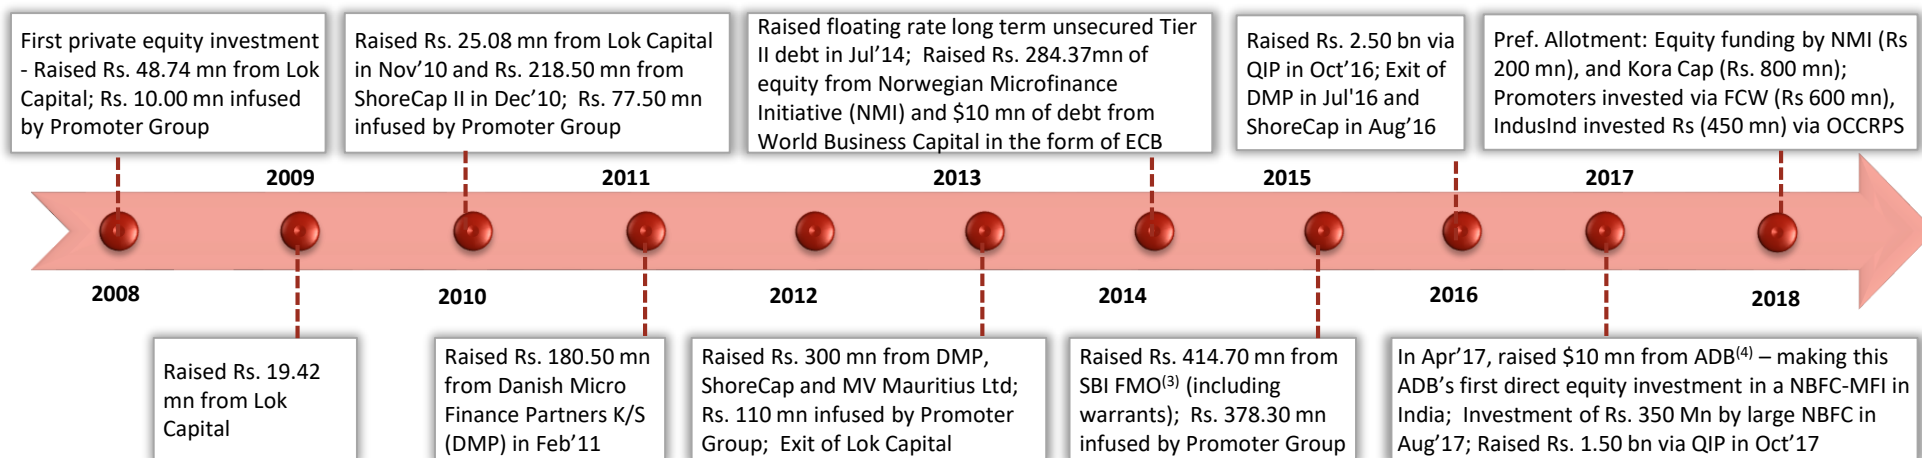 First private equity investment
- Raised Rs. 48.74 mn from Lok
Capital; Rs. 10.00 mn infused
by Promoter Group
Raised Rs. 25.08 mn from Lok Capital
in Nov’10 and Rs. 218.50 mn from
ShoreCap II in Dec’10; Rs. 77.50 mn
infused by Promoter Group
Raised floating rate long term unsecured Tier
II debt in Jul’14; Raised Rs. 284.37mn of
equity from Norwegian Microfinance
Initiative (NMI) and $10 mn of debt from
World Business Capital in the form of ECB
Raised Rs. 2.50 bn via
QIP in Oct’16; Exit of
DMP in Jul'16 and
ShoreCap in Aug’16
Pref. Allotment: Equity funding by NMI (Rs
200 mn), and Kora Cap (Rs. 800 mn);
Promoters invested via FCW (Rs 600 mn),
IndusInd invested Rs (450 mn) via OCCRPS
2009
2011
2013
2015
2017
2008
2010
2012
2014
2016
2018
Raised Rs. 19.42
mn from Lok
Capital
Raised Rs. 180.50 mn
from Danish Micro
Finance Partners K/S
(DMP) in Feb’11
Raised Rs. 300 mn from DMP,
ShoreCap and MV Mauritius Ltd;
Rs. 110 mn infused by Promoter
Group; Exit of Lok Capital
Raised Rs. 414.70 mn from
SBI FMO(3) (including
warrants); Rs. 378.30 mn
infused by Promoter Group
In Apr’17, raised $10 mn from ADB(4) – making this
ADB’s first direct equity investment in a NBFC-MFI in
India; Investment of Rs. 350 Mn by large NBFC in
Aug’17; Raised Rs. 1.50 bn via QIP in Oct’17